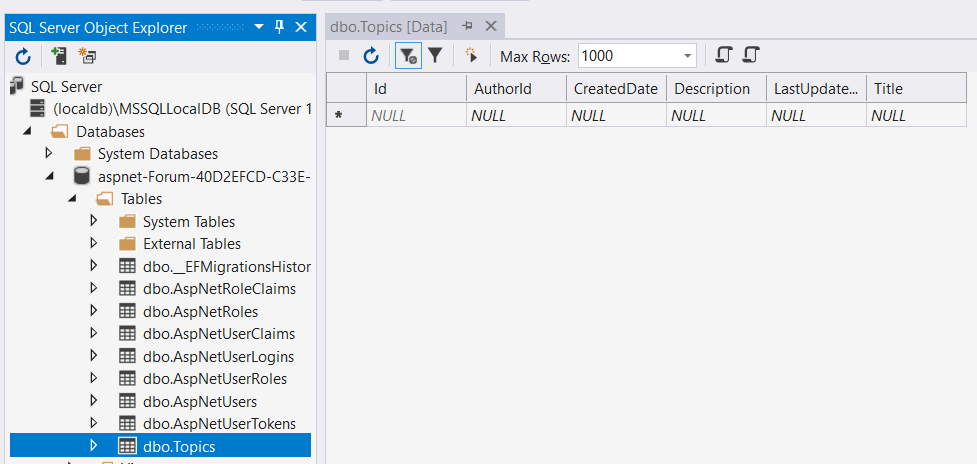 SQL Server Object Explorer
SQL Server
(localdb)\MSSQLLocalDB (SQL Server 1
Databases
System Databases
aspnet-Forum-40D2EFCD-C33E-
Tables
System Tables
External Tables
dbo.__EFMigrationsHistor
dbo.AspNetRoleClaims
dbo.AspNetRoles
dbo.AspNetUserClaims
dbo.AspNetUserLogins
dbo.AspNetUserRoles
dbo.AspNetUsers
dbo.AspNetUserTokens
dbo.Topics
dbo.Topics [Data]
Max Rows: 1000
Id AuthorId CreatedDate Description LastUpdate... Title
* NULL NULL NULL NULL NULL NULL